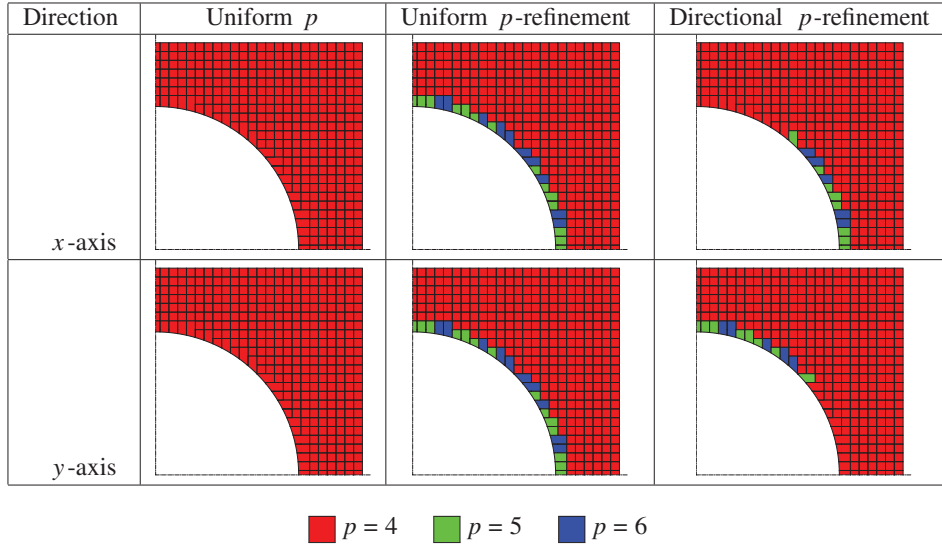 Direction Uniform p Uniform p-refinement Directional p-refinement
x-axis
y-axis
p = 4 p = 5 p = 6